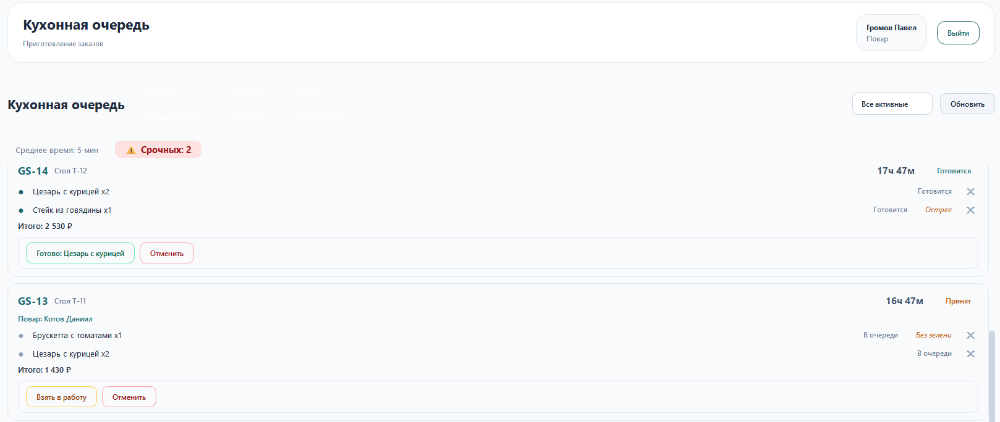 Кухонная очередь
Приготовление заказов
Громов Павел
Повар
Выйти
Кухонная очередь
Все активные
Обновить
Среднее время: 5 мин
Срочных: 2
GS-14 Стол Т-12 17ч 47м Готовится
Цезарь с курицей x2 Готовится
Стейк из говядины x1 Готовится Острее
Итого: 2 530 ₽
Готово: Цезарь с курицей Отменить
GS-13 Стол Т-11 16ч 47м Принят
Повар: Котов Даниил
Брускетта с томатами x1 В очереди Без зелени
Цезарь с курицей x2 В очереди
Итого: 1 430 ₽
Взять в работу Отменить